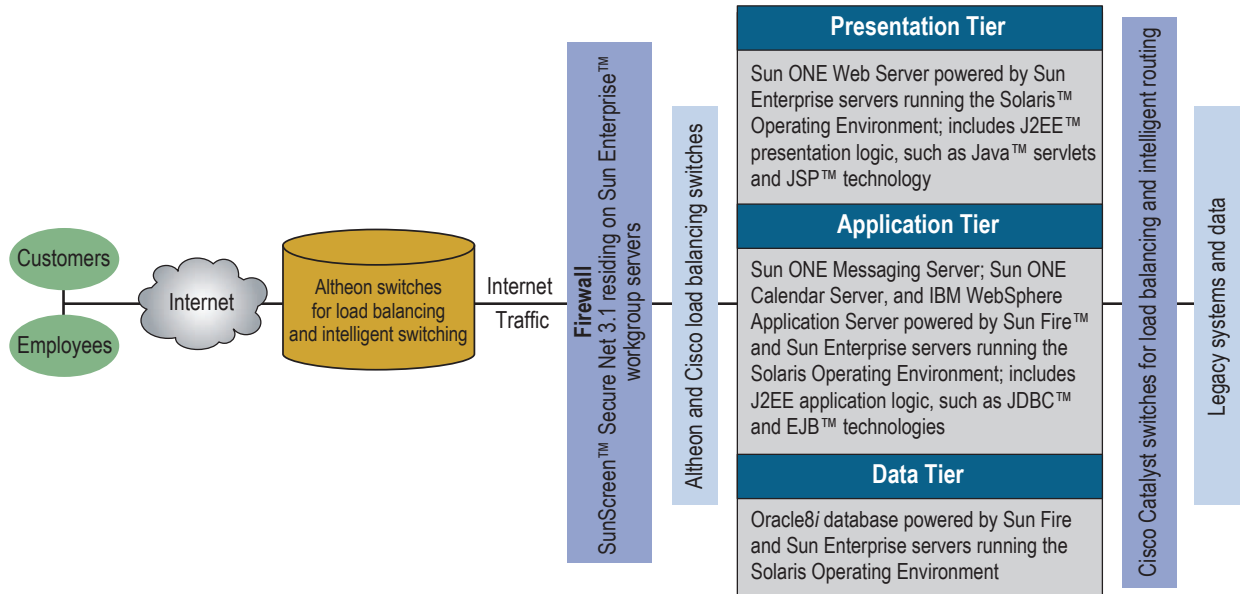 Customers
Employees
Internet
Altheon switches
for load balancing
and intelligent switching
Internet
Traffic
Firewall
SunScreen™ Secure Net 3.1 residing on Sun Enterprise™
workgroup servers
Altheon and Cisco load balancing switches
Presentation Tier
Sun ONE Web Server powered by Sun
Enterprise servers running the Solaris™
Operating Environment; includes J2EE™
presentation logic, such as Java™ servlets
and JSP™ technology
Application Tier
Sun ONE Messaging Server; Sun ONE
Calendar Server, and IBM WebSphere
Application Server powered by Sun Fire™
and Sun Enterprise servers running the
Solaris Operating Environment; includes
J2EE application logic, such as JDBC™
and EJB™ technologies
Data Tier
Oracle8i database powered by Sun Fire
and Sun Enterprise servers running the
Solaris Operating Environment
Cisco Catalyst switches for load balancing and intelligent routing
Legacy systems and data